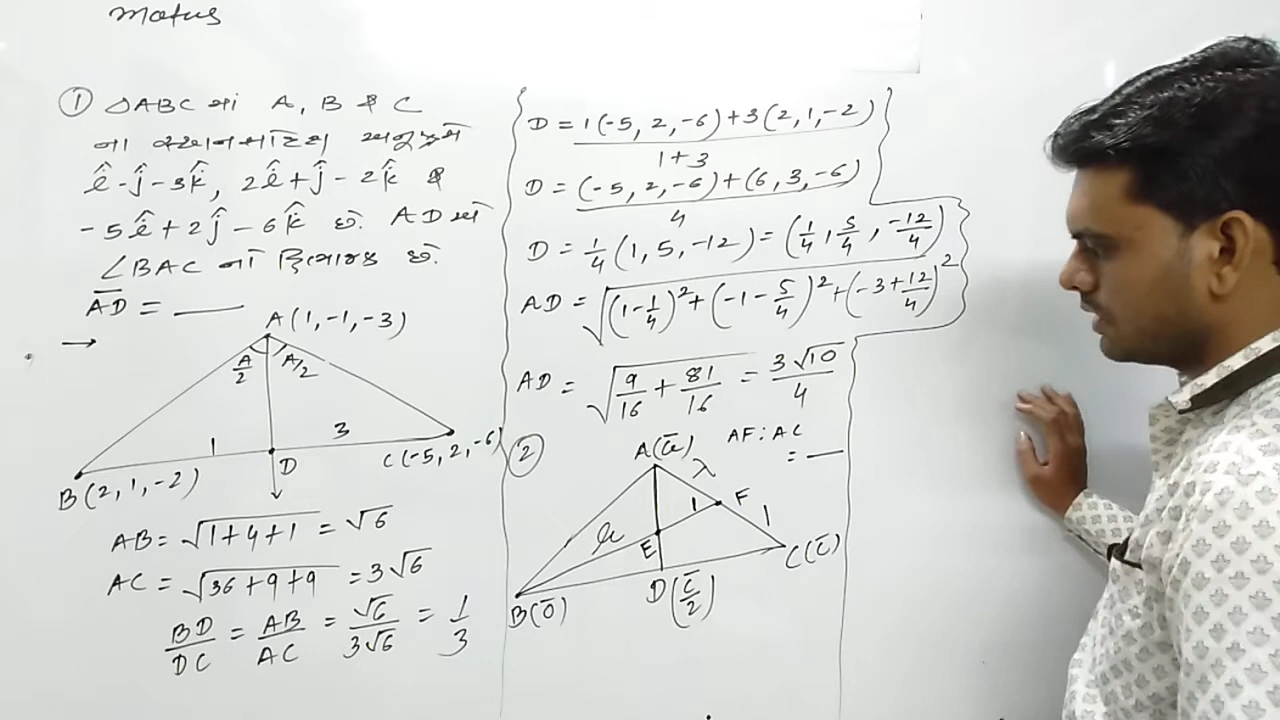 Motus
① △ABC માં A, B અને C
ના સ્થાનસદિશ અનુક્રમે
î - ĵ - 3k̂, 2î + ĵ - 2k̂ અને
-5î + 2ĵ - 6k̂ છે. AD એ
∠BAC નો દ્વિભાજક છે.
A̅D̅ = ___
→
A(1, -1, -3)
A/2 A/2
1 3
B(2, 1, -2) D C(-5, 2, -6)
AB = √(1+4+1) = √6
AC = √(36+9+9) = 3√6
BD/DC = AB/AC = √6/3√6 = 1/3
D = 1(-5, 2, -6)+3(2, 1, -2)/1+3
D = (-5, 2, -6)+(6, 3, -6)/4
D = 1/4 (1, 5, -12) = (1/4, 5/4, -12/4)
AD = √((1-1/4)²+(-1-5/4)²+(-3+12/4)²
AD = √(9/16 + 81/16) = 3√10/4
② AF : AC
= ___
A(a̅) λ
1 F
1
E
C(c̅)
B(0̅) D(c̅/2)